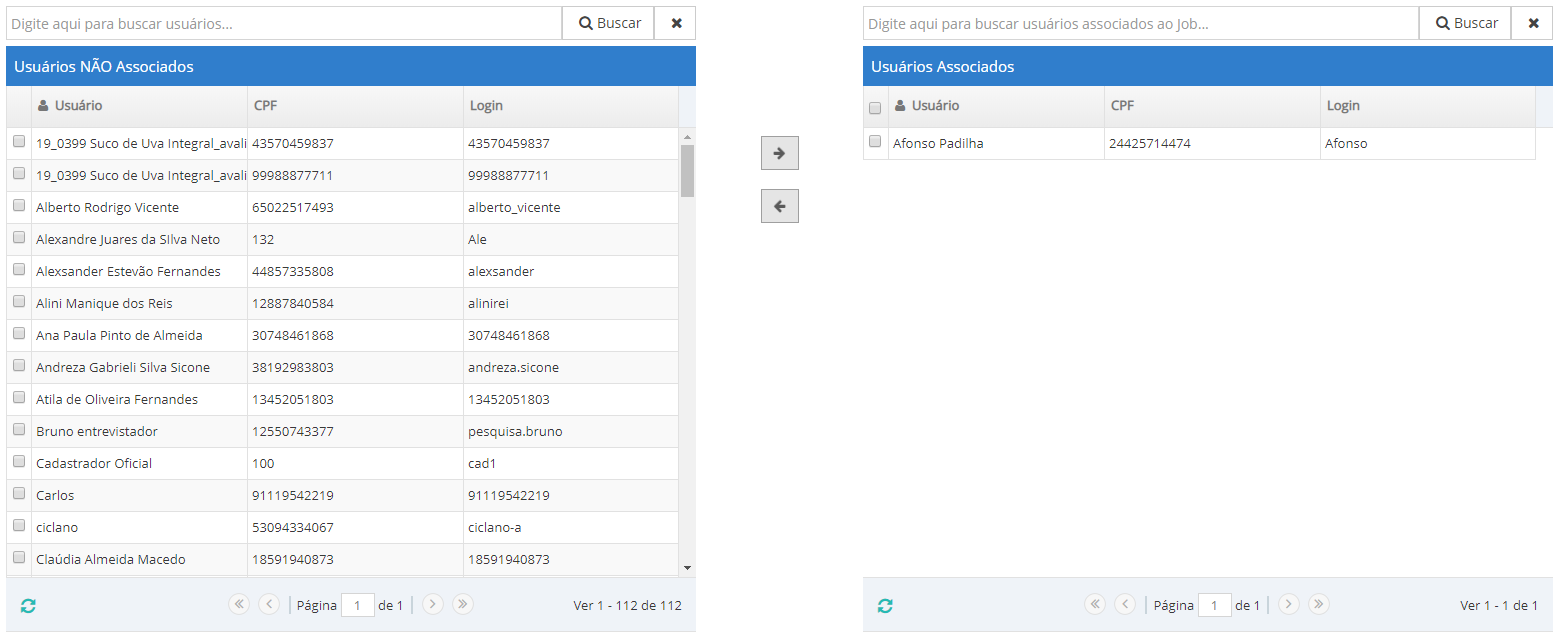 Digite aqui para buscar usuários... Buscar
Usuários NÃO Associados
Usuário CPF Login
19_0399 Suco de Uva Integral_avali 43570459837 43570459837
19_0399 Suco de Uva Integral_avali 99988877711 99988877711
Alberto Rodrigo Vicente 65022517493 alberto_vicente
Alexandre Juares da SIlva Neto 132 Ale
Alexsander Estevão Fernandes 44857335808 alexsander
Alini Manique dos Reis 12887840584 alinirei
Ana Paula Pinto de Almeida 30748461868 30748461868
Andreza Gabrieli Silva Sicone 38192983803 andreza.sicone
Atila de Oliveira Fernandes 13452051803 13452051803
Bruno entrevistador 12550743377 pesquisa.bruno
Cadastrador Oficial 100 cad1
Carlos 91119542219 91119542219
ciclano 53094334067 ciclano-a
Claúdia Almeida Macedo 18591940873 18591940873
Página 1 de 1 Ver 1 - 112 de 112
Digite aqui para buscar usuários associados ao Job... Buscar
Usuários Associados
Usuário CPF Login
Afonso Padilha 24425714474 Afonso
Página 1 de 1 Ver 1 - 1 de 1